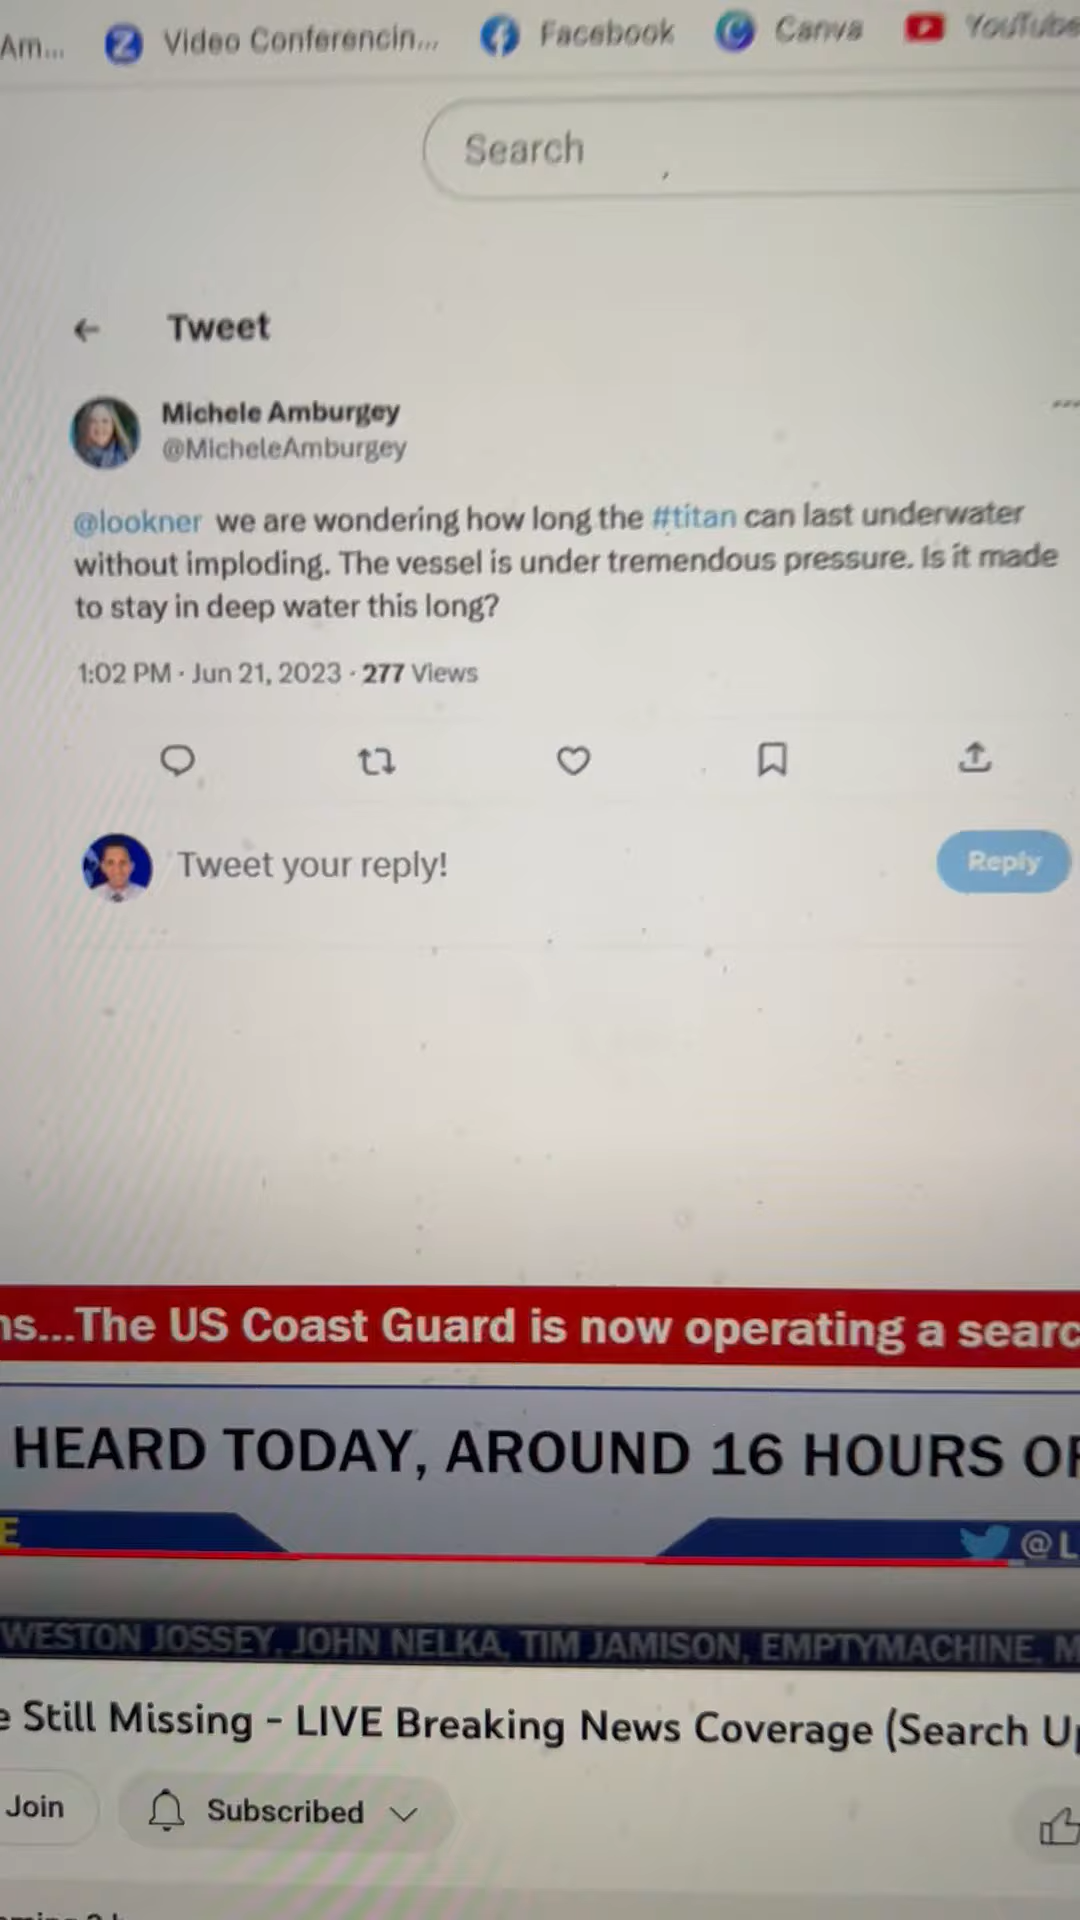 Am...
Video Conferencin...
Facebook
Canva
YouTube
Search
Tweet
Michele Amburgey
@MicheleAmburgey
@lookner we are wondering how long the #titan can last underwater
without imploding. The vessel is under tremendous pressure. Is it made
to stay in deep water this long?
1:02 PM · Jun 21, 2023 · 277 Views
Tweet your reply!
Reply
...The US Coast Guard is now operating a searc
HEARD TODAY, AROUND 16 HOURS OF
E
@L
WESTON JOSSEY, JOHN NELKA, TIM JAMISON, EMPTYMACHINE, M
e Still Missing - LIVE Breaking News Coverage (Search Up
Join
Subscribed